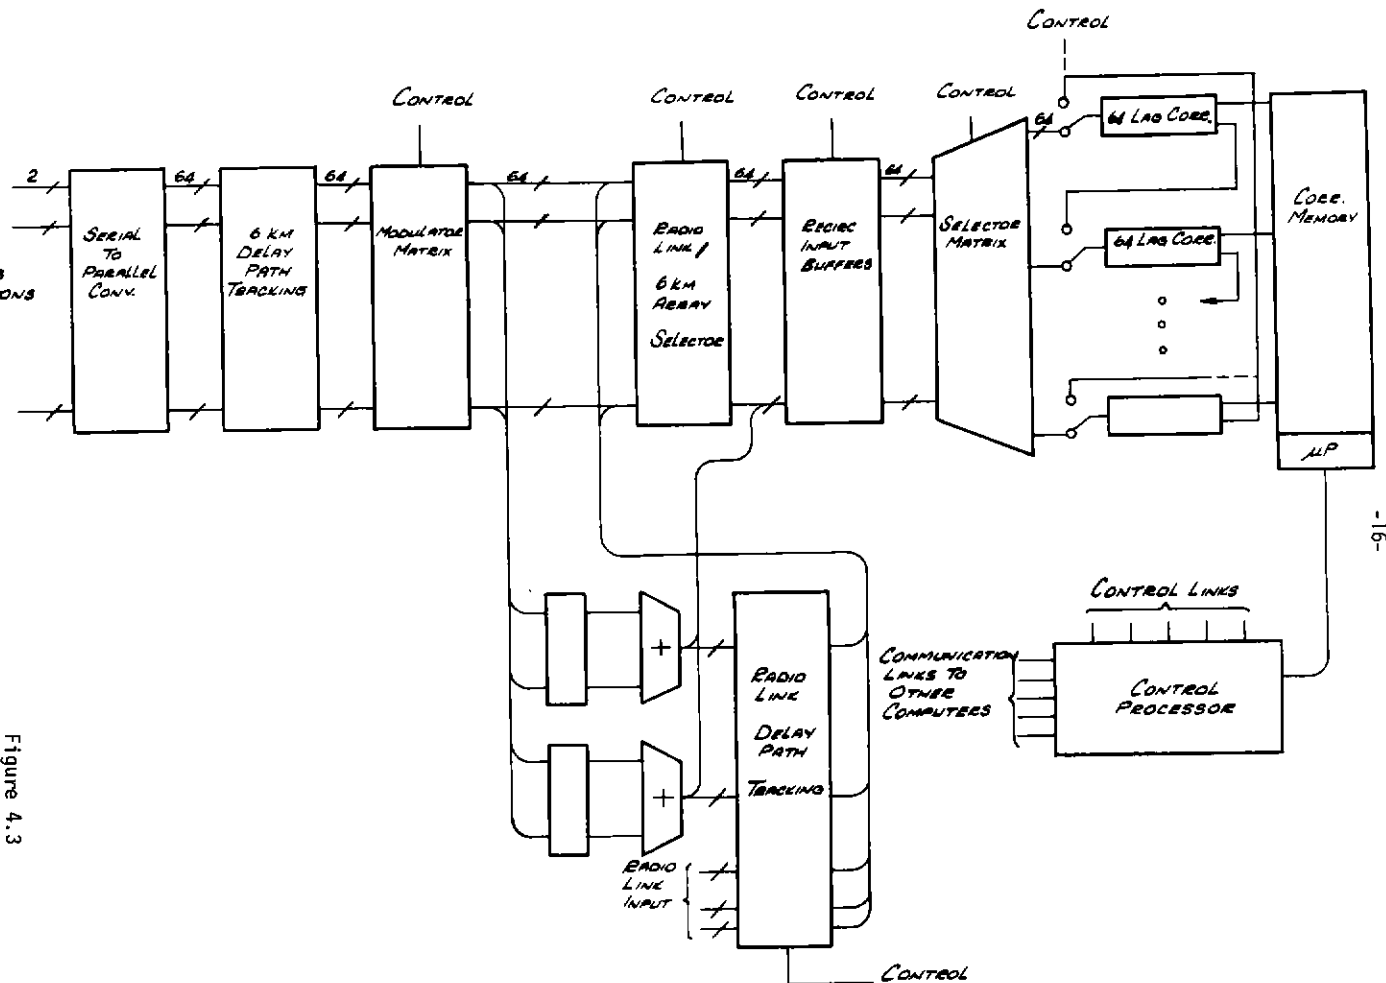 CONTROL
CONTROL
CONTROL
CONTROL
CONTROL
2
64
64
64
64
64
64
SERIAL
TO
PARALLEL
CONV.
6 KM
DELAY
PATH
TRACKING
MODULATOR
MATRIX
RADIO
LINK /
6 KM
ARRAY
SELECTOR
RECIRC
INPUT
BUFFERS
SELECTOR
MATRIX
64 LAG CORR.
64 LAG CORR.
CORR.
MEMORY
μP
ONS
-16-
+
+
RADIO
LINK
DELAY
PATH
TRACKING
RADIO
LINK
INPUT
CONTROL
CONTROL LINKS
COMMUNICATION
LINKS TO
OTHER
COMPUTERS
CONTROL
PROCESSOR
Figure 4.3